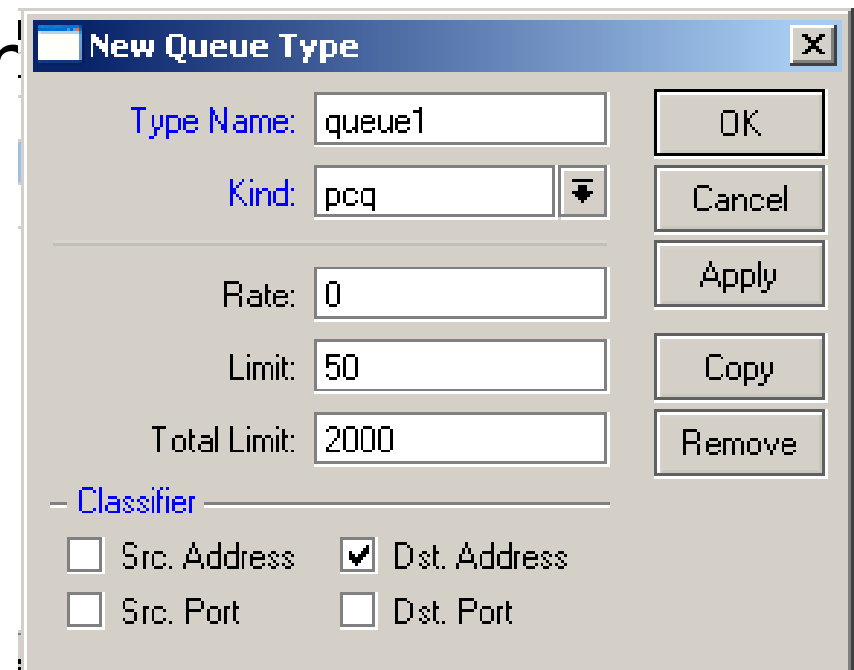 New Queue Type
Type Name: queue1
OK
Kind: pcq
Cancel
Apply
Rate: 0
Limit: 50
Copy
Total Limit: 2000
Remove
Classifier
Src. Address Dst. Address
Src. Port Dst. Port